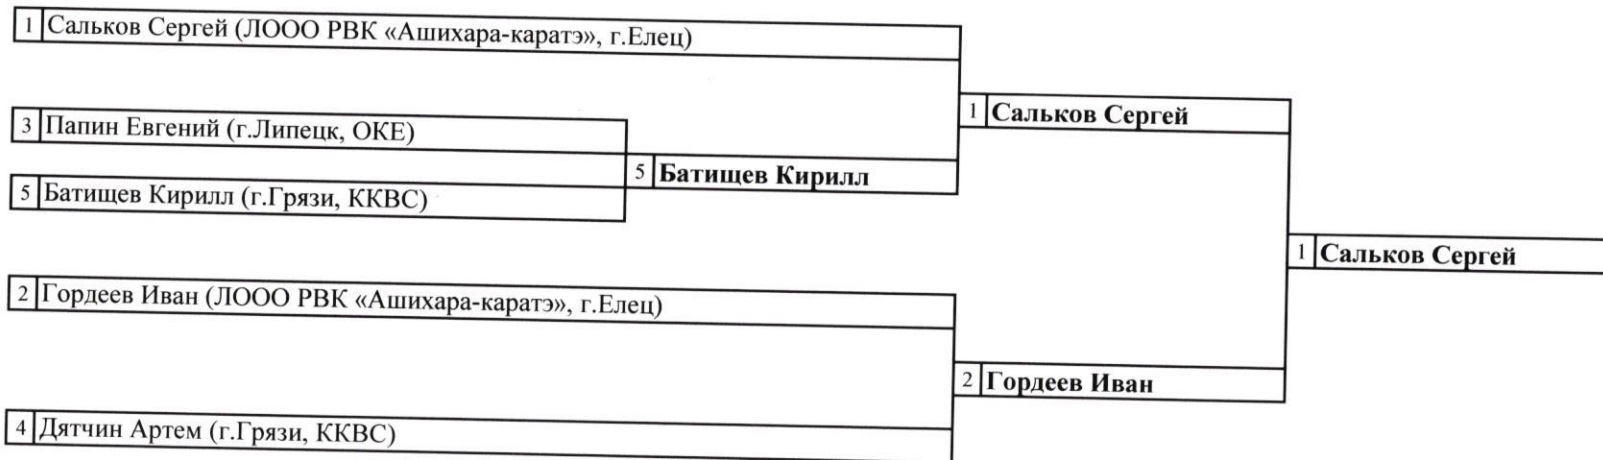 1 Сальков Сергей (ЛООО РВК «Ашихара-каратэ», г.Елец)
1 Сальков Сергей
3 Папин Евгений (г.Липецк, ОКЕ)
5 Батищев Кирилл
5 Батищев Кирилл (г.Грязи, ККВС)
1 Сальков Сергей
2 Гордеев Иван (ЛООО РВК «Ашихара-каратэ», г.Елец)
2 Гордеев Иван
4 Дятчин Артем (г.Грязи, ККВС)